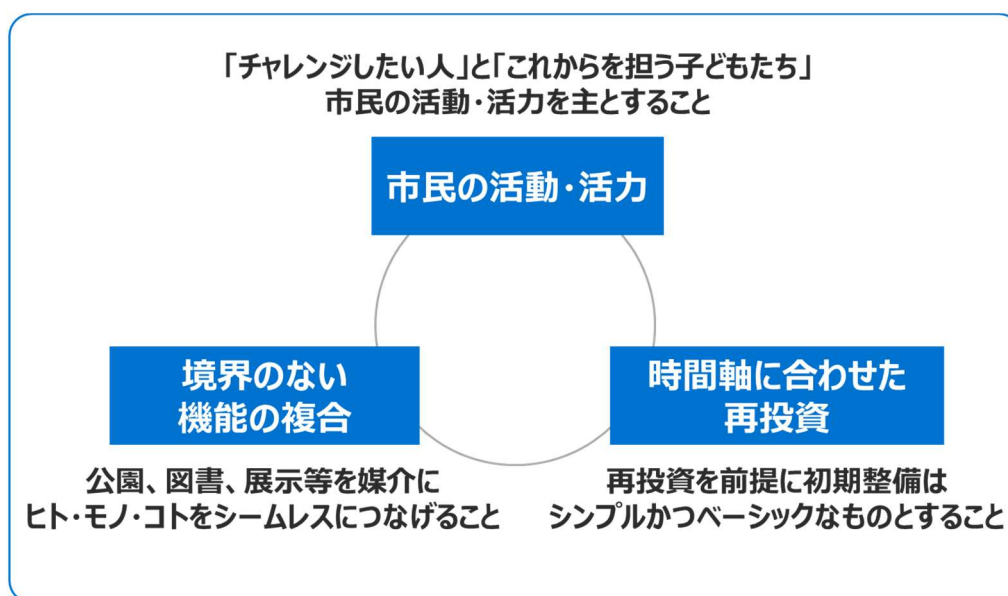 「チャレンジしたい人」と「これからを担う子どもたち」
市民の活動・活力を主とすること
市民の活動・活力
境界のない
機能の複合
公園、図書、展示等を媒介に
ヒト・モノ・コトをシームレスにつなげること
時間軸に合わせた
再投資
再投資を前提に初期整備は
シンプルかつベーシックなものとすること